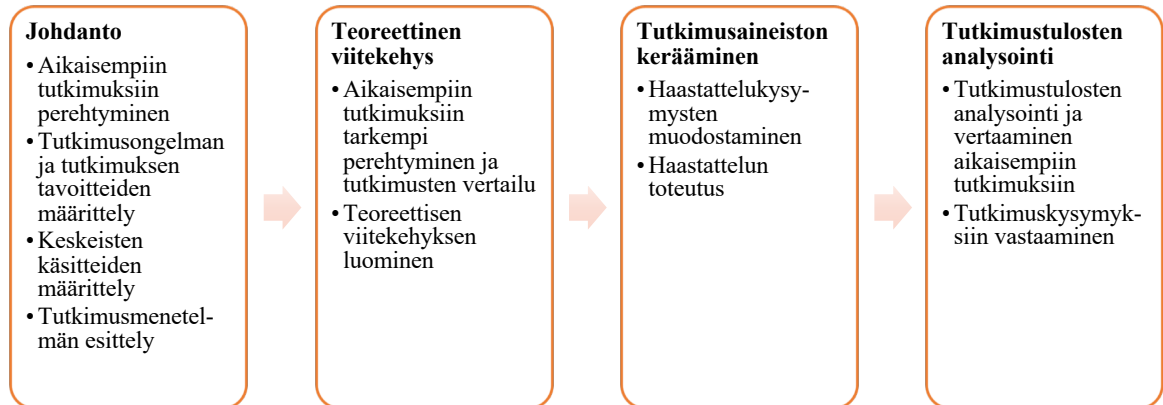 Johdanto
• Aikaisempiin
tutkimuksiin
perehtyminen
• Tutkimusongelman
ja tutkimuksen
tavoitteiden
määrittely
• Keskeisten
käsitteiden
määrittely
• Tutkimusmenetel-
män esittely
Teoreettinen
viitekehys
• Aikaisempiin
tutkimuksiin
tarkempi
perehtyminen ja
tutkimusten vertailu
• Teoreettisen
viitekehyksen
luominen
Tutkimusaineiston
kerääminen
• Haastattelukysy-
mysten
muodostaminen
• Haastattelun
toteutus
Tutkimustulosten
analysointi
• Tutkimustulosten
analysointi ja
vertaaminen
aikaisempiin
tutkimuksiin
• Tutkimuskysymyk-
siin vastaaminen